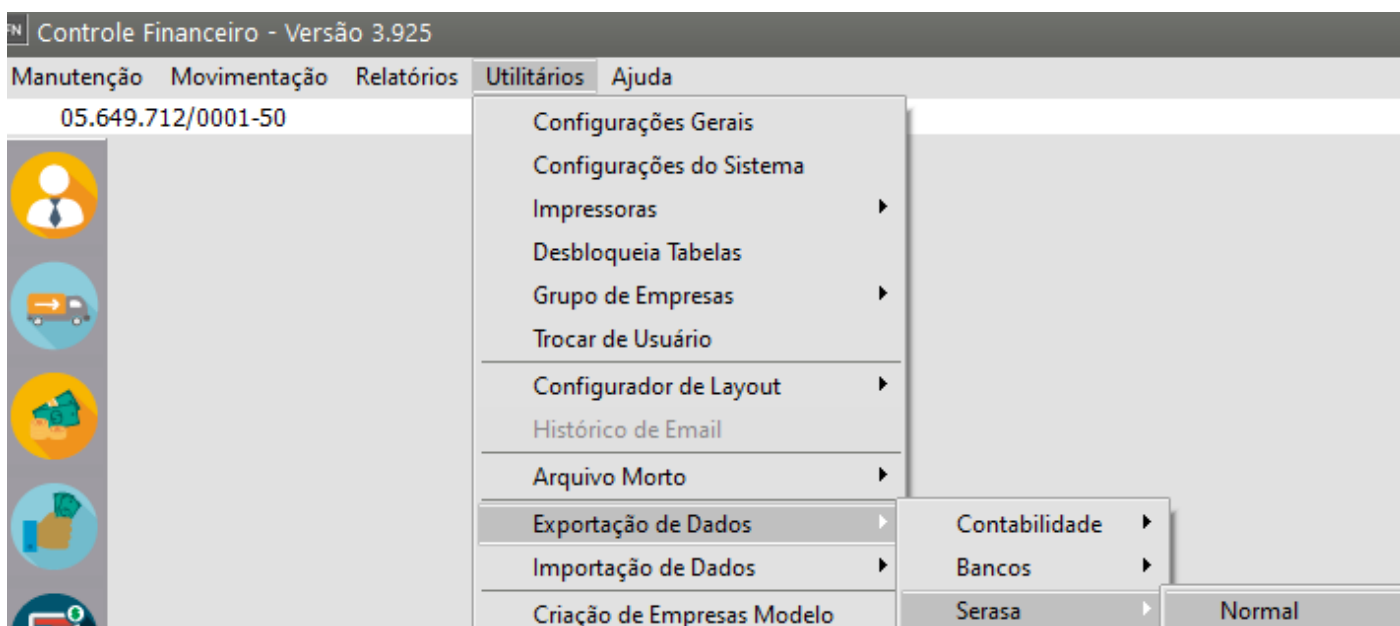 FN Controle Financeiro - Versão 3.925
Manutenção Movimentação Relatórios Utilitários Ajuda
05.649.712/0001-50
Configurações Gerais
Configurações do Sistema
Impressoras
Desbloqueia Tabelas
Grupo de Empresas
Trocar de Usuário
Configurador de Layout
Histórico de Email
Arquivo Morto
Exportação de Dados
Importação de Dados
Criação de Empresas Modelo
Contabilidade
Bancos
Serasa
Normal